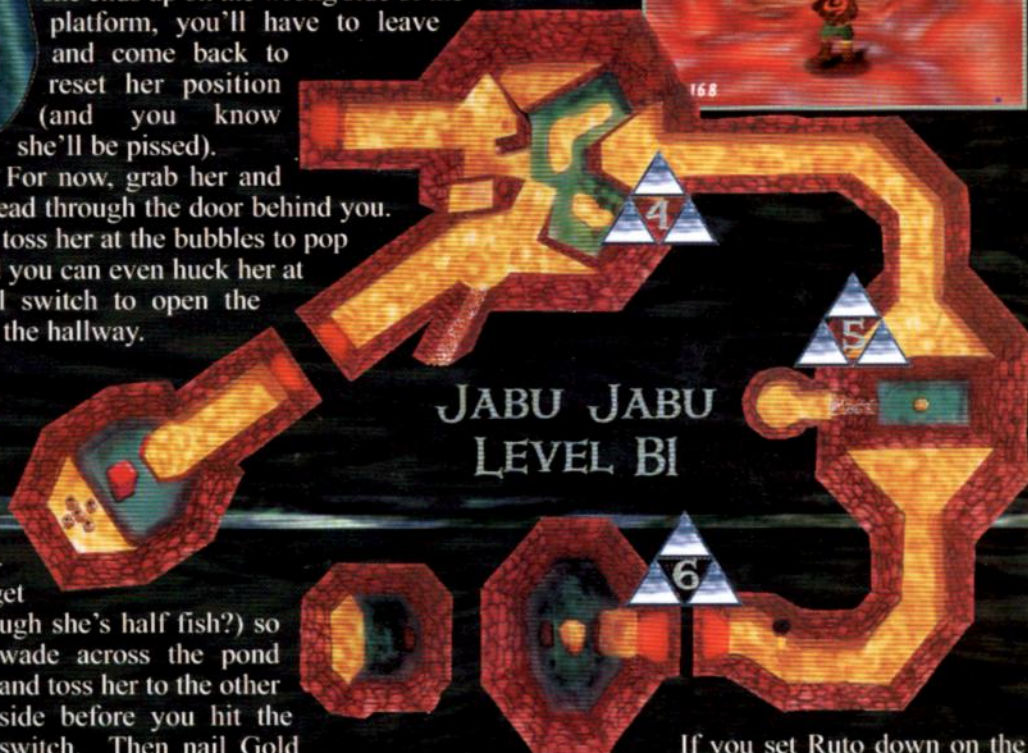 she ends up on the wrong side of the
platform, you'll have to leave
and come back to
reset her position
(and you know
she'll be pissed).
For now, grab her and
ead through the door behind you.
toss her at the bubbles to pop
you can even huck her at
switch to open the
the hallway.
get
ugh she's half fish?) so
wade across the pond
and toss her to the other
side before you hit the
switch. Then nail Gold
168
4
5
JABU JABU
LEVEL B1
6
If you set Ruto down on the